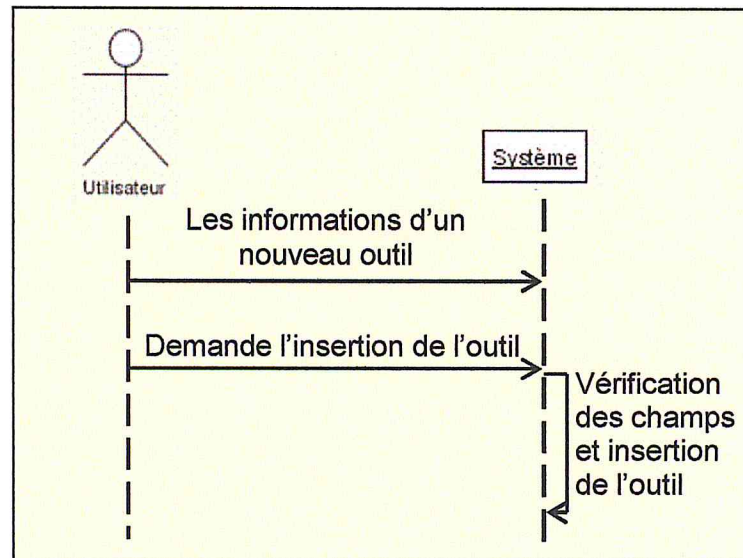 Utilisateur
Système
Les informations d'un
nouveau outil
Demande l'insertion de l'outil
Vérification
des champs
et insertion
de l'outil